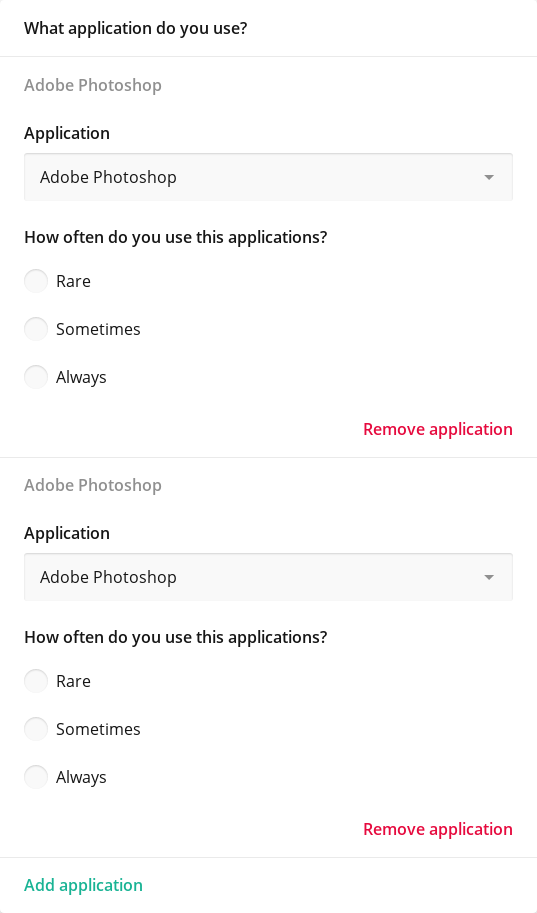 What application do you use?
Adobe Photoshop
Application
Adobe Photoshop
How often do you use this applications?
Rare
Sometimes
Always
Remove application
Adobe Photoshop
Application
Adobe Photoshop
How often do you use this applications?
Rare
Sometimes
Always
Remove application
Add application